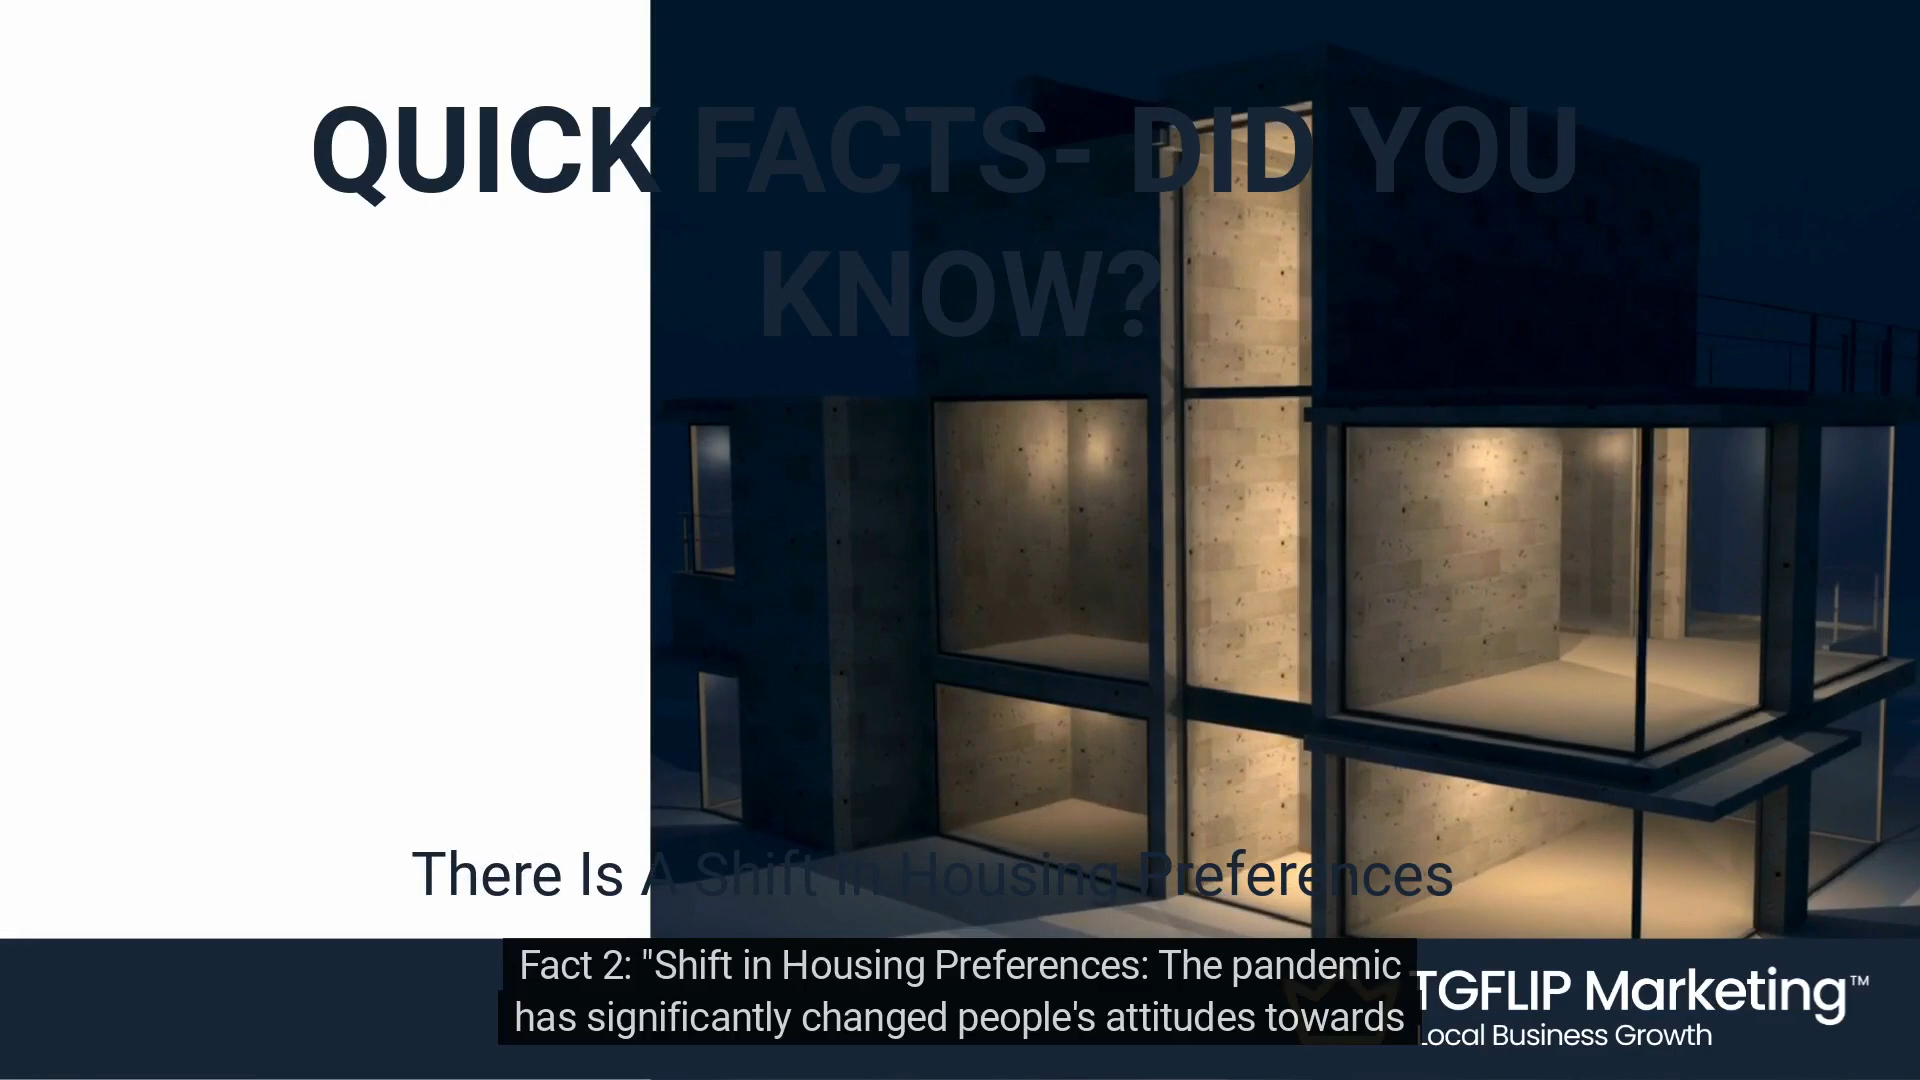 QUICK FACTS- DID YOU
KNOW?
There Is A Shift in Housing Preferences
Fact 2: "Shift in Housing Preferences: The pandemic
has significantly changed people's attitudes towards
TGFLIP Marketing™
Local Business Growth